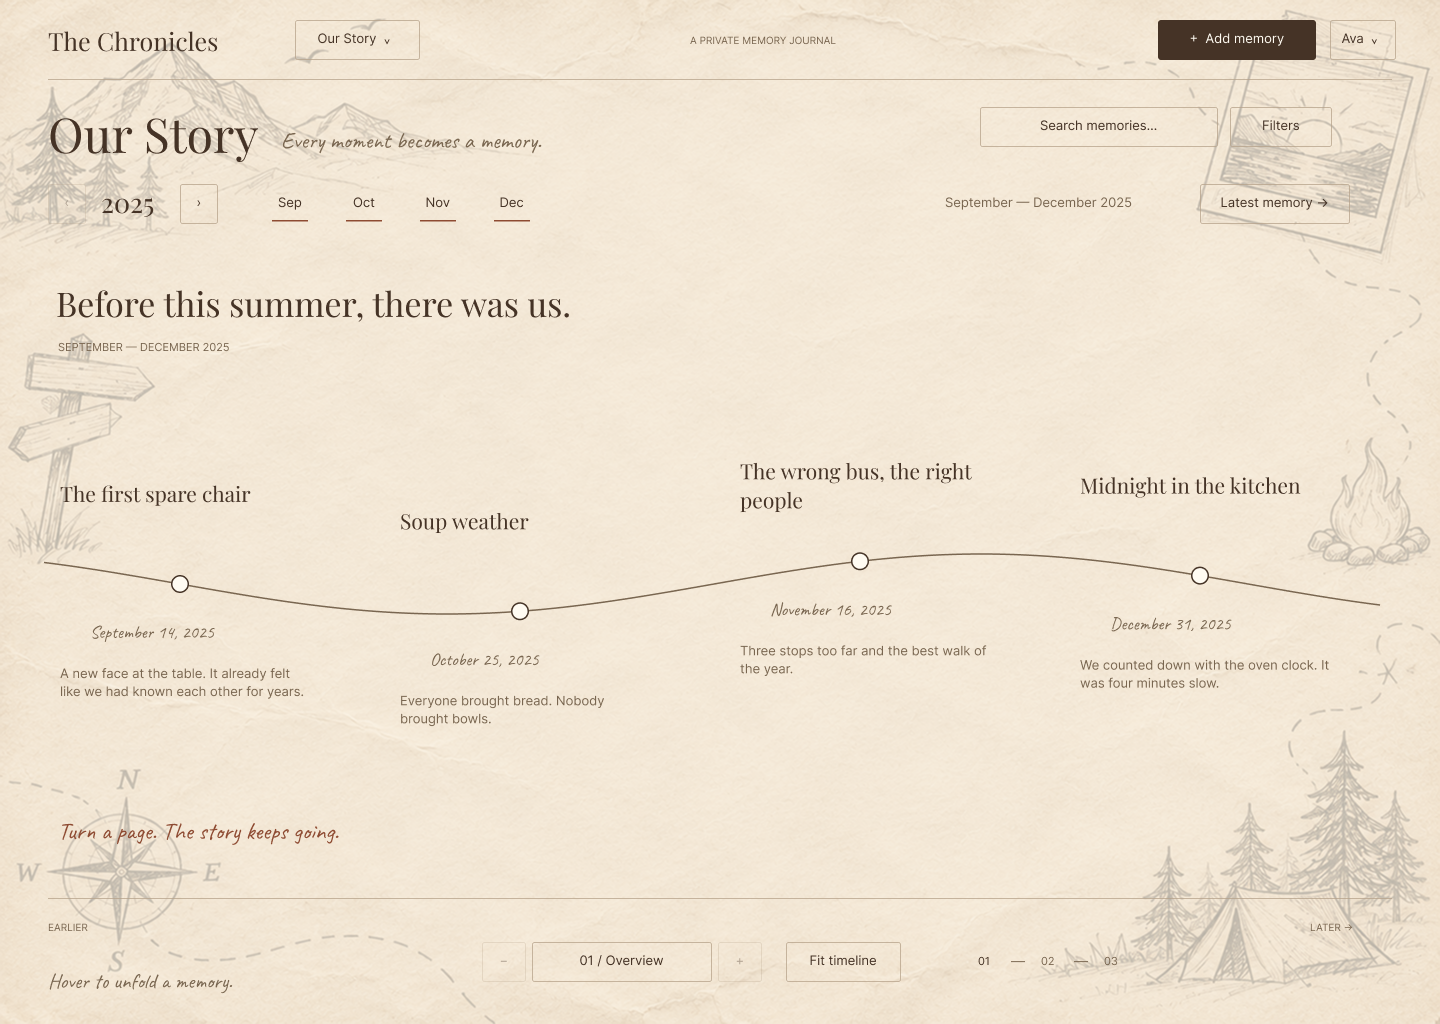 The Chronicles
Our Story ˅
A PRIVATE MEMORY JOURNAL
+ Add memory
Ava ˅
Our Story
Every moment becomes a memory.
Search memories...
Filters
‹
2025
›
Sep
Oct
Nov
Dec
September — December 2025
Latest memory →
Before this summer, there was us.
SEPTEMBER — DECEMBER 2025
The first spare chair
September 14, 2025
A new face at the table. It already felt
like we had known each other for years.
Soup weather
October 25, 2025
Everyone brought bread. Nobody
brought bowls.
The wrong bus, the right
people
November 16, 2025
Three stops too far and the best walk of
the year.
Midnight in the kitchen
December 31, 2025
We counted down with the oven clock. It
was four minutes slow.
N
W
E
S
Turn a page. The story keeps going.
EARLIER
LATER →
Hover to unfold a memory.
−
01 / Overview
+
Fit timeline
01 — 02 — 03